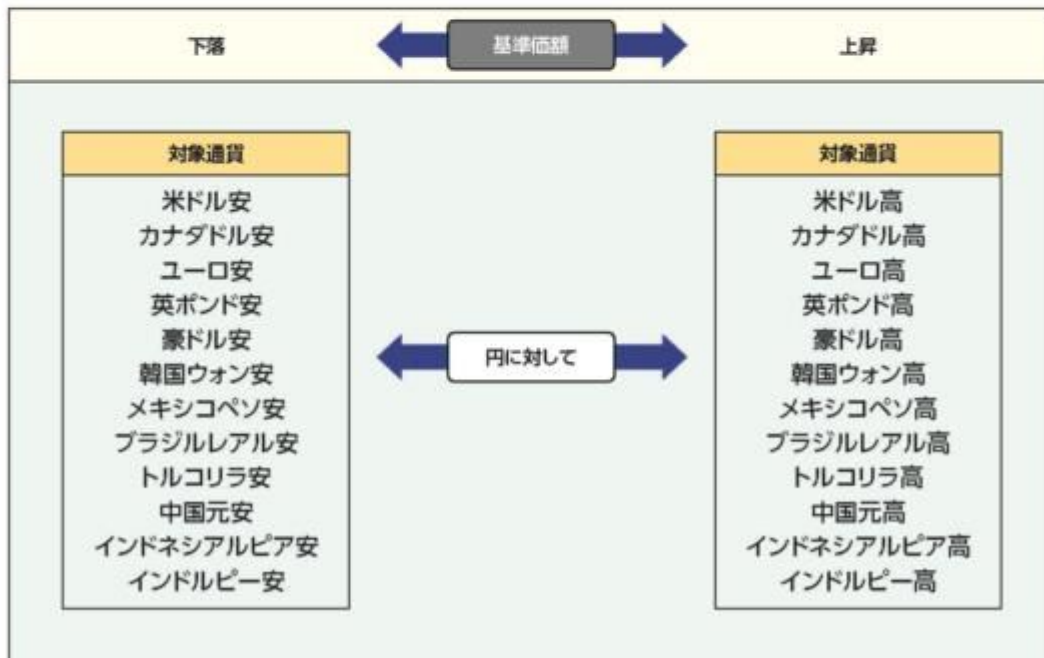 下落
基準価額
上昇
対象通貨
米ドル安
カナダドル安
ユーロ安
英ポンド安
豪ドル安
韓国ウォン安
メキシコペソ安
ブラジルレアル安
トルコリラ安
中国元安
インドネシアルピア安
インドルピー安
円に対して
対象通貨
米ドル高
カナダドル高
ユーロ高
英ポンド高
豪ドル高
韓国ウォン高
メキシコペソ高
ブラジルレアル高
トルコリラ高
中国元高
インドネシアルピア高
インドルピー高